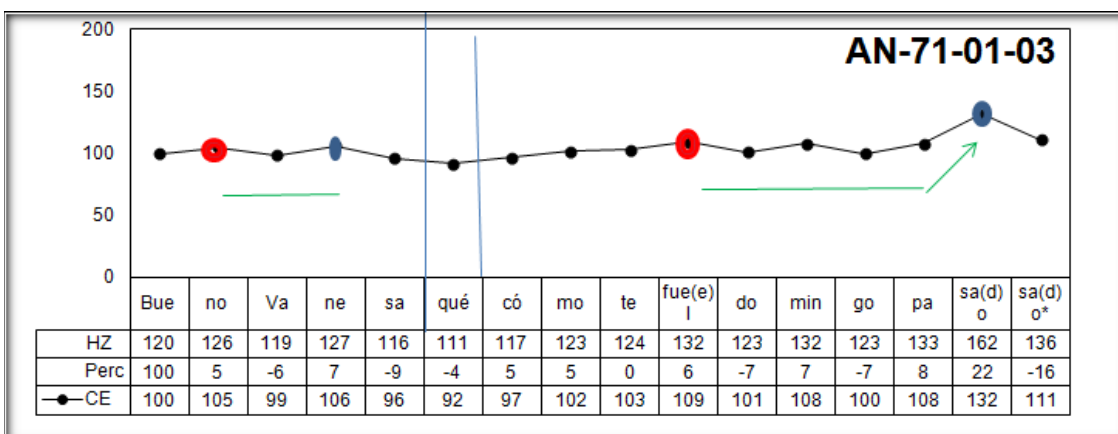 AN-71-01-03
200
150
100
50
0
Bue no Va ne sa qué có mo te fue(e)l do min go pa sa(d)o sa(d)o*
HZ 120 126 119 127 116 111 117 123 124 132 123 132 123 133 162 136
Perc 100 5 -6 7 -9 -4 5 5 0 6 -7 7 -7 8 22 -16
CE 100 105 99 106 96 92 97 102 103 109 101 108 100 108 132 111